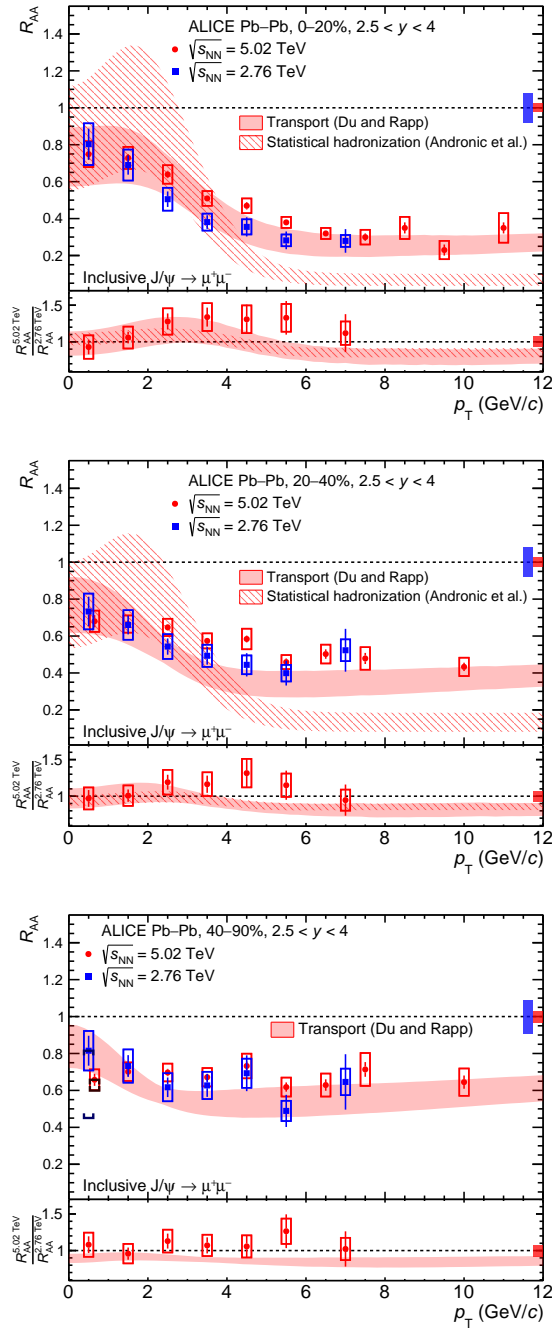 R_AA
ALICE Pb–Pb, 0–20%, 2.5 < y < 4
√s_NN = 5.02 TeV
√s_NN = 2.76 TeV
1.4
1.2
1
0.8
0.6
0.4
0.2
Transport (Du and Rapp)
Statistical hadronization (Andronic et al.)
Inclusive J/ψ → μ⁺μ⁻
R_AA^5.02 TeV / R_AA^2.76 TeV
1.5
1
0 2 4 6 8 10 12
p_T (GeV/c)
R_AA
ALICE Pb–Pb, 20–40%, 2.5 < y < 4
√s_NN = 5.02 TeV
√s_NN = 2.76 TeV
1.4
1.2
1
0.8
0.6
0.4
0.2
Transport (Du and Rapp)
Statistical hadronization (Andronic et al.)
Inclusive J/ψ → μ⁺μ⁻
R_AA^5.02 TeV / R_AA^2.76 TeV
1.5
1
0 2 4 6 8 10 12
p_T (GeV/c)
R_AA
ALICE Pb–Pb, 40–90%, 2.5 < y < 4
√s_NN = 5.02 TeV
√s_NN = 2.76 TeV
1.4
1.2
1
0.8
0.6
0.4
0.2
Transport (Du and Rapp)
Inclusive J/ψ → μ⁺μ⁻
R_AA^5.02 TeV / R_AA^2.76 TeV
1.5
1
0 2 4 6 8 10 12
p_T (GeV/c)